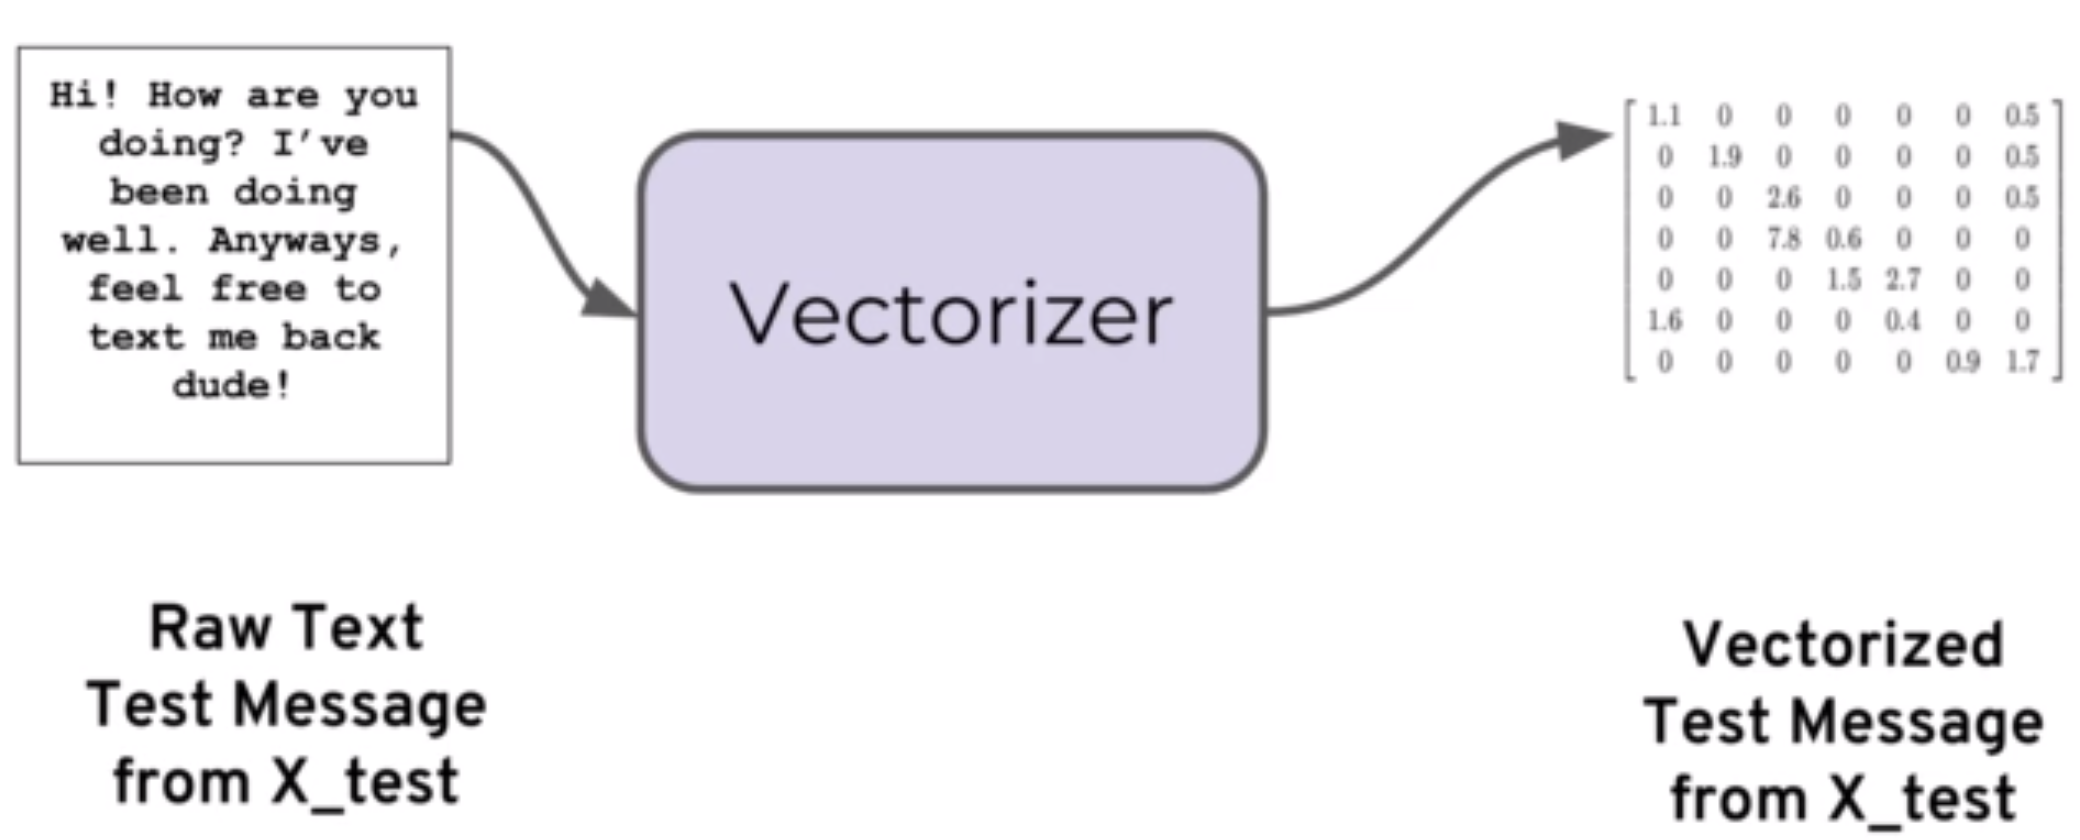 Hi! How are you
doing? I’ve
been doing
well. Anyways,
feel free to
text me back
dude!
Vectorizer
1.1 0 0 0 0 0 0.5
0 1.9 0 0 0 0 0.5
0 0 2.6 0 0 0 0.5
0 0 7.8 0.6 0 0 0
0 0 0 1.5 2.7 0 0
1.6 0 0 0 0.4 0 0
0 0 0 0 0 0.9 1.7
Raw Text
Test Message
from X_test
Vectorized
Test Message
from X_test